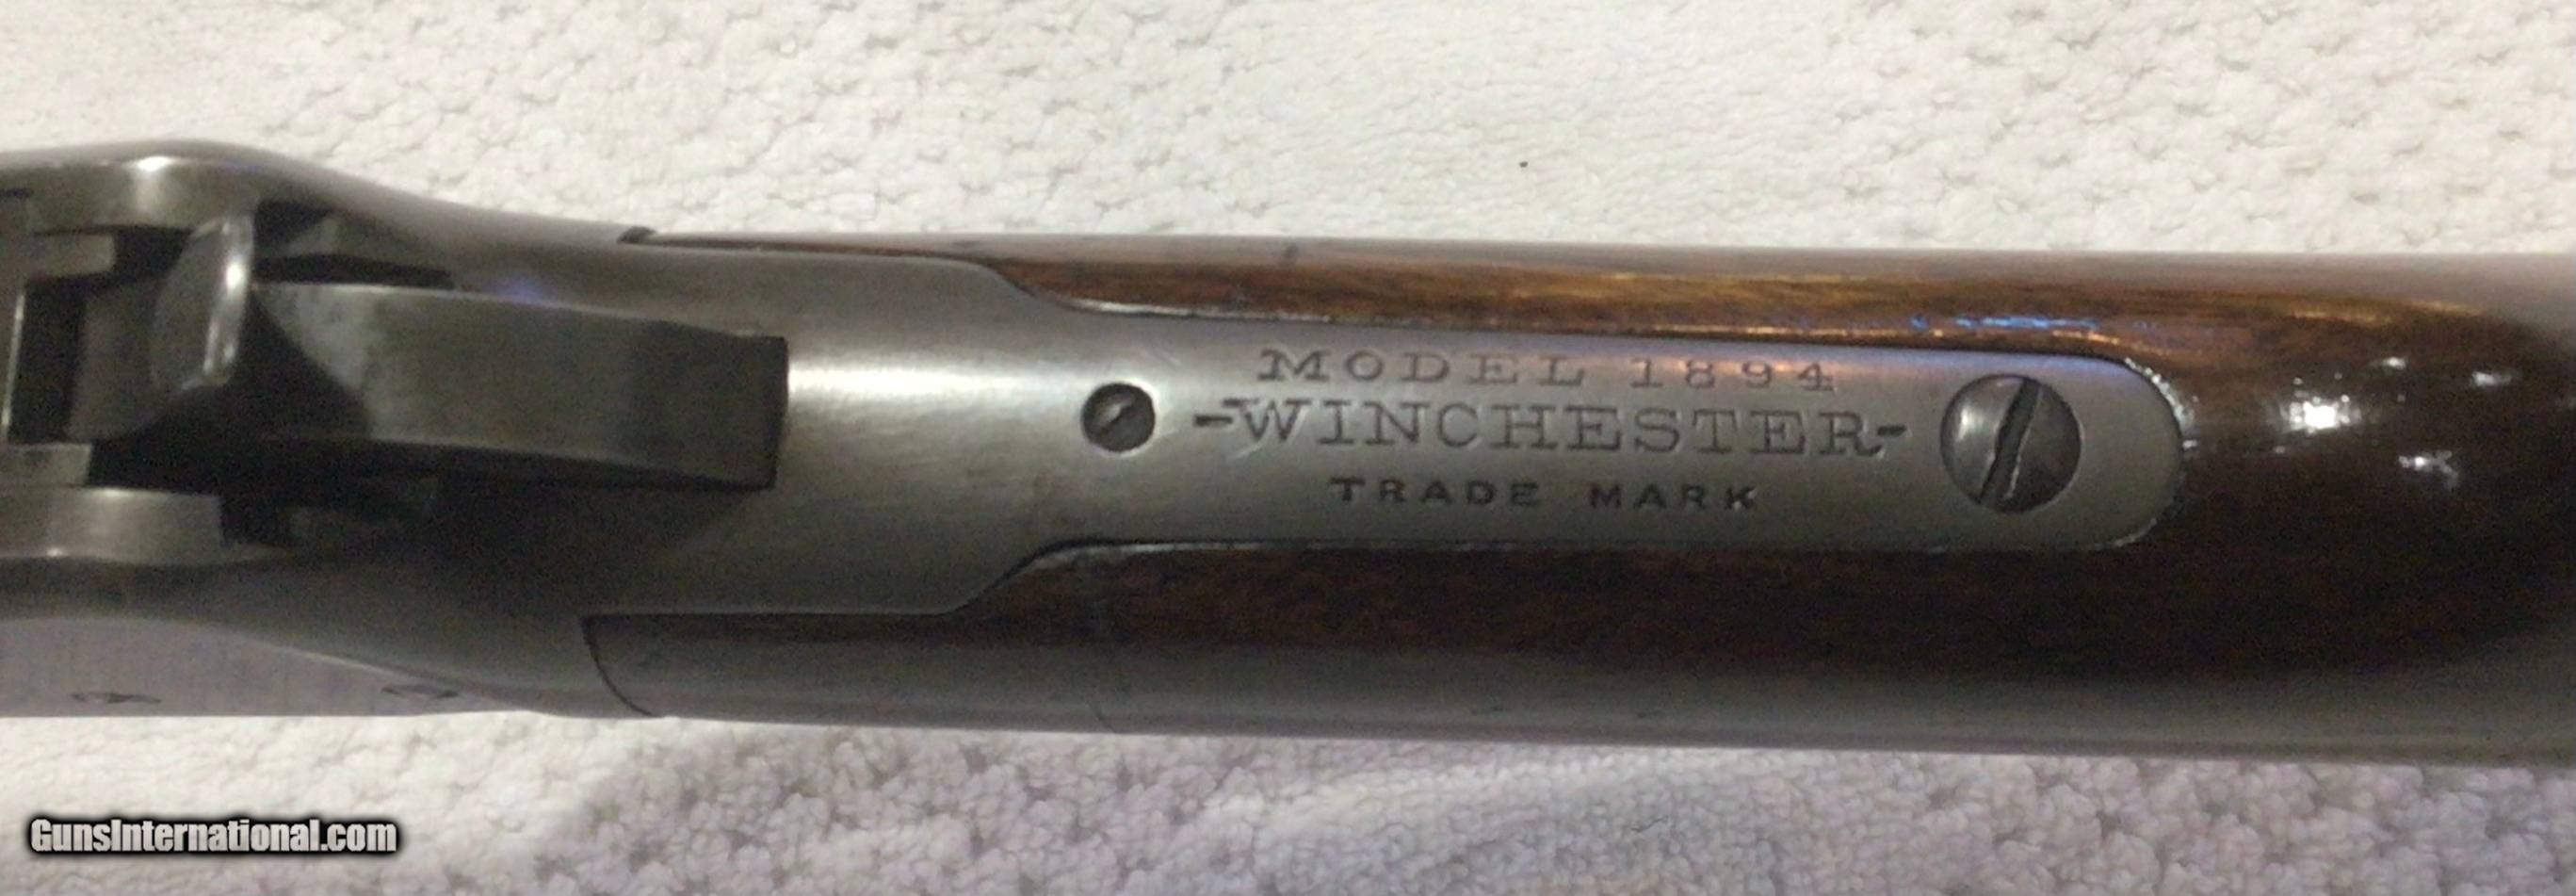 MODEL 1894
-WINCHESTER-
TRADE MARK
GunsInternational.com